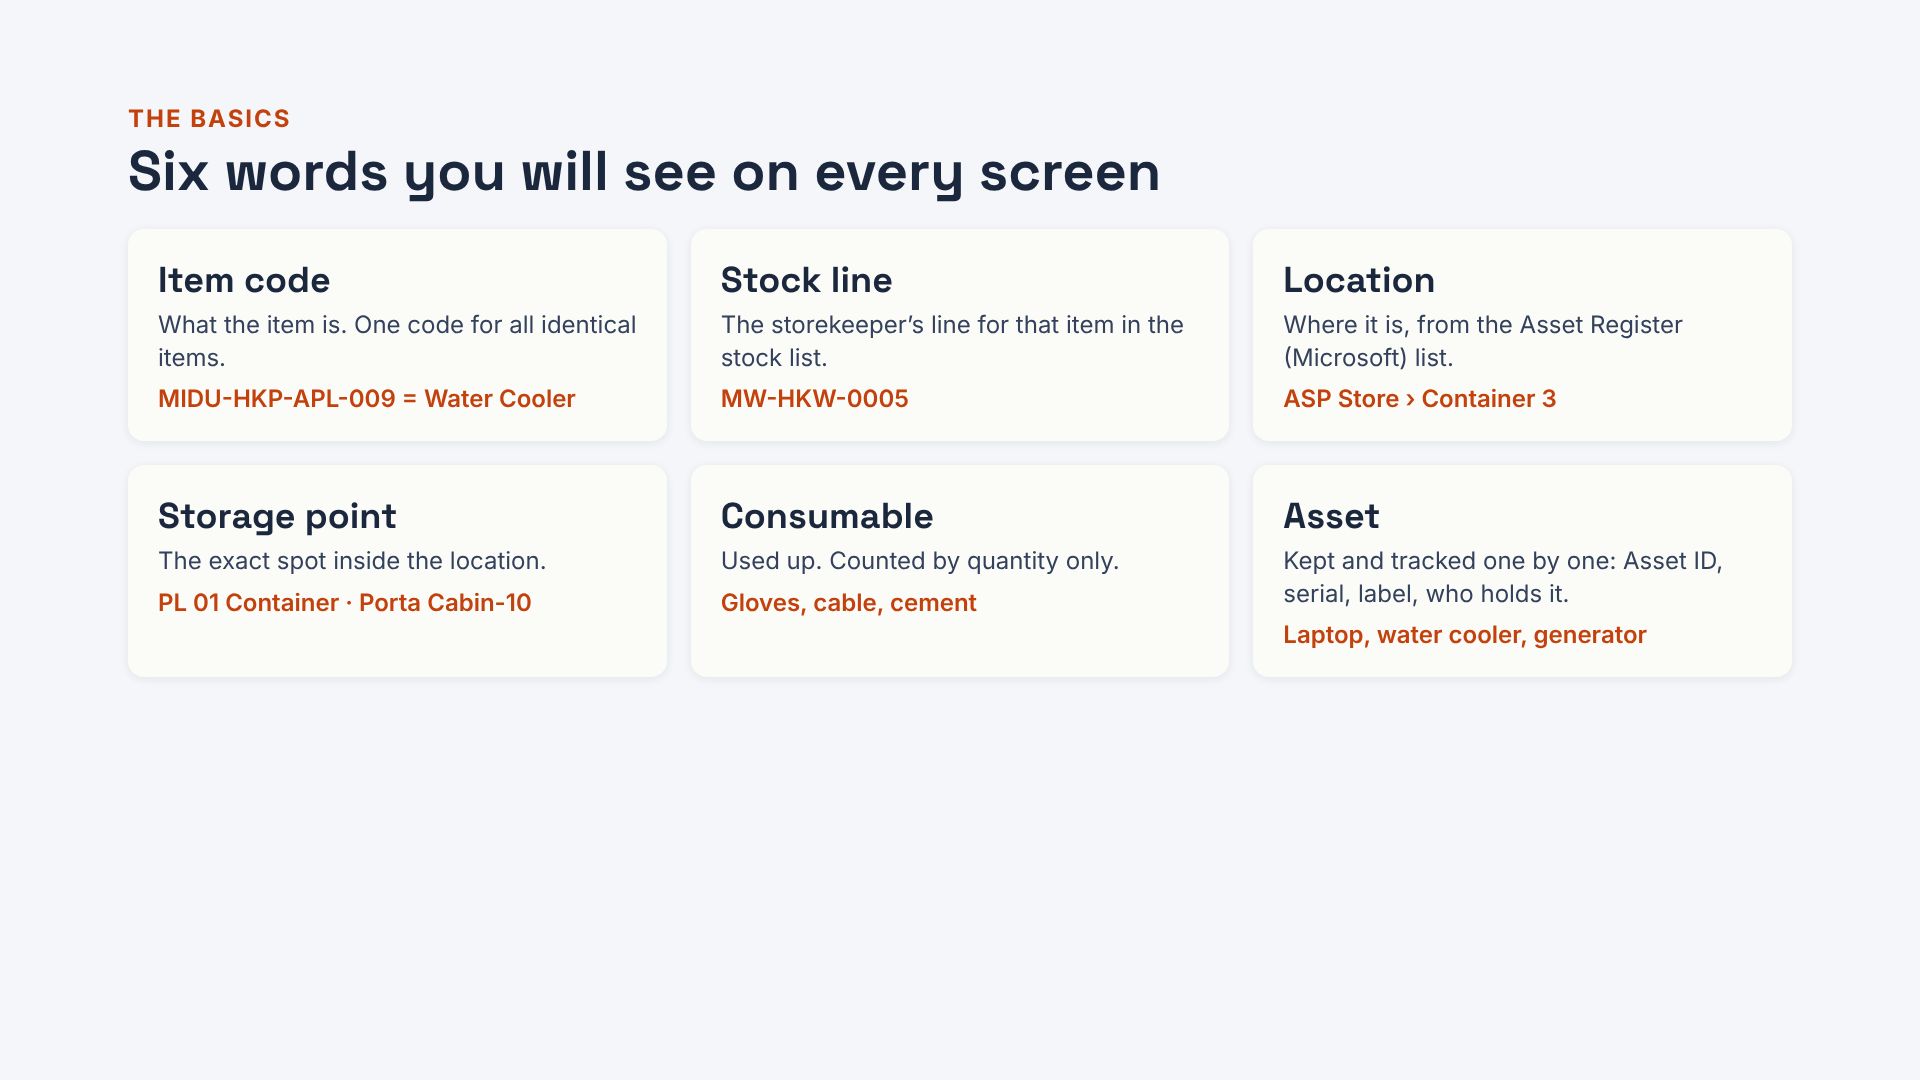 THE BASICS
Six words you will see on every screen
Item code
What the item is. One code for all identical
items.
MIDU-HKP-APL-009 = Water Cooler
Stock line
The storekeeper’s line for that item in the
stock list.
MW-HKW-0005
Location
Where it is, from the Asset Register
(Microsoft) list.
ASP Store › Container 3
Storage point
The exact spot inside the location.
PL 01 Container · Porta Cabin-10
Consumable
Used up. Counted by quantity only.
Gloves, cable, cement
Asset
Kept and tracked one by one: Asset ID,
serial, label, who holds it.
Laptop, water cooler, generator